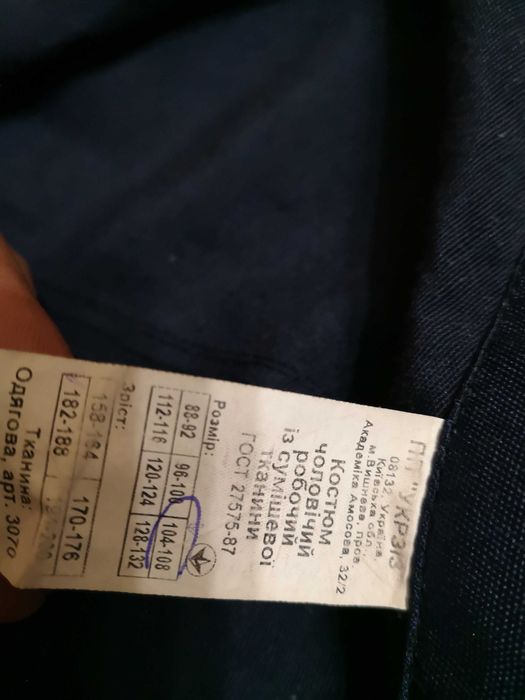 ПП "УКРЗІЗ
08132, Україна,
Київська обл.,
м.Вишневе, пров.
Академіка Амосова, 32/2
Костюм
чоловічий
робочий
із сумішевої
тканини
ГОСТ 27575-87
Розмір:
88-92 96-100 104-108
112-116 120-124 128-132
Зріст:
158-164 170-176
182-188
Тканина:
Одягова, арт. 307о